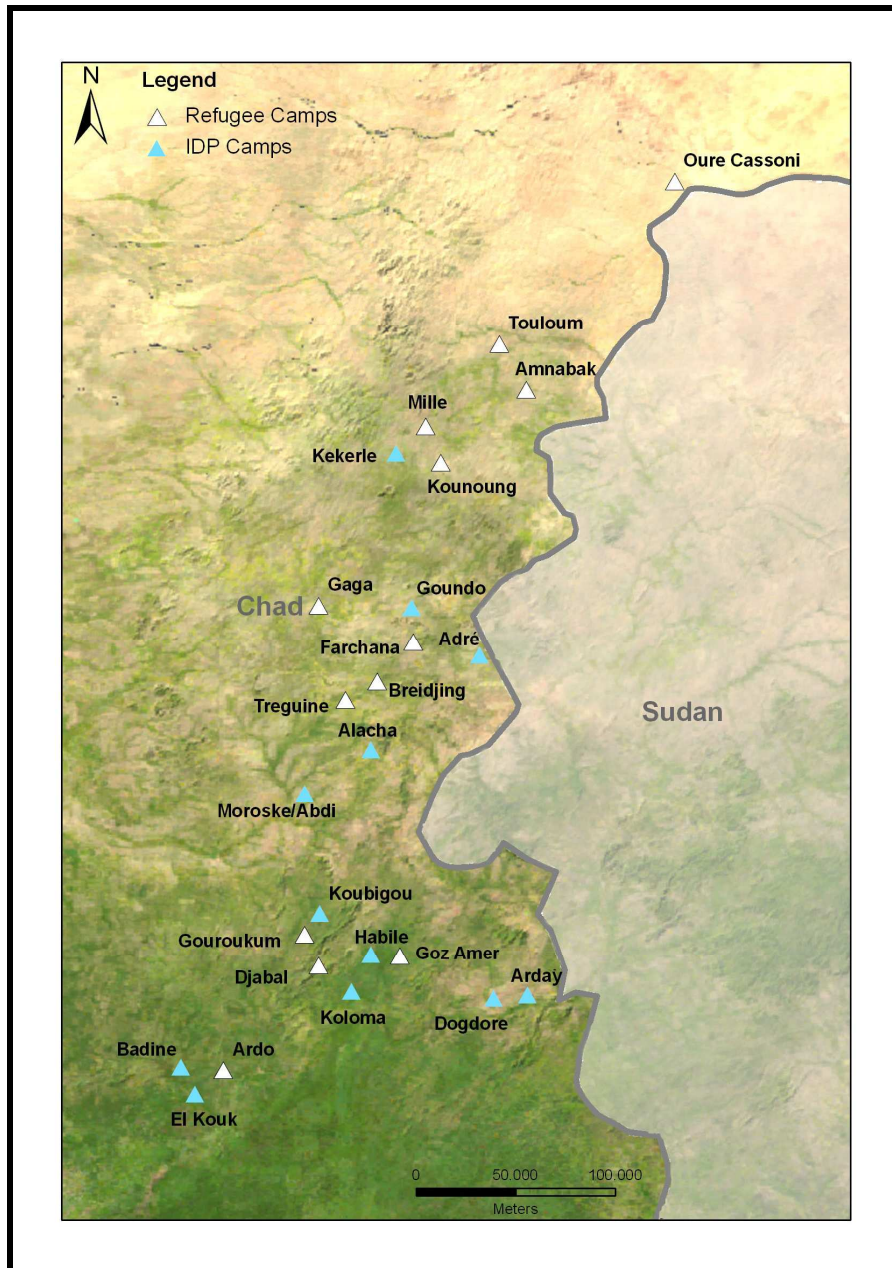 N
Legend
Refugee Camps
IDP Camps
Oure Cassoni
Touloum
Amnabak
Mille
Kekerle
Kounoung
Gaga
Goundo
Chad
Farchana
Adré
Breidjing
Treguine
Sudan
Alacha
Moroske/Abdi
Koubigou
Gouroukum
Habile
Goz Amer
Djabal
Arday
Koloma
Dogdore
Badine
Ardo
El Kouk
0 50.000 100.000
Meters